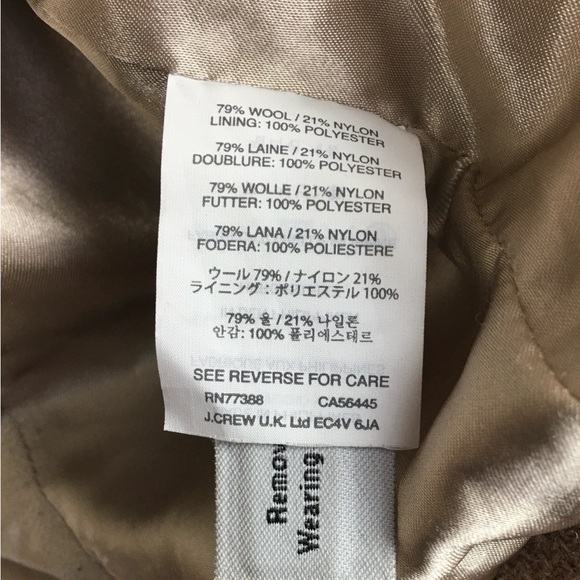 79% WOOL / 21% NYLON
LINING: 100% POLYESTER
79% LAINE / 21% NYLON
DOUBLURE: 100% POLYESTER
79% WOLLE / 21% NYLON
FUTTER: 100% POLYESTER
79% LANA / 21% NYLON
FODERA: 100% POLIESTERE
ウール 79% / ナイロン 21%
ライニング : ポリエステル 100%
79% 울 / 21% 나일론
안감: 100% 폴리에스테르
SEE REVERSE FOR CARE
RN77388 CA56445
J.CREW U.K. Ltd EC4V 6JA
Remov
Wearing